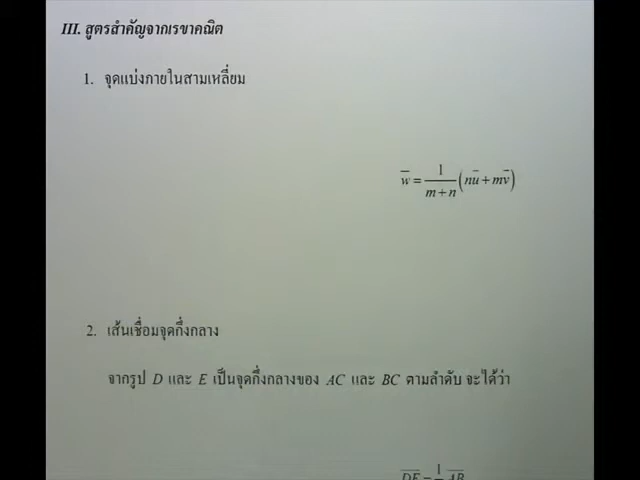 III. สูตรสำคัญจากเรขาคณิต
1. จุดแบ่งภายในสามเหลี่ยม
w̅ = 1/(m+n) (nu̅ + mv̅)
2. เส้นเชื่อมจุดกึ่งกลาง
จากรูป D และ E เป็นจุดกึ่งกลางของ AC และ BC ตามลำดับ จะได้ว่า